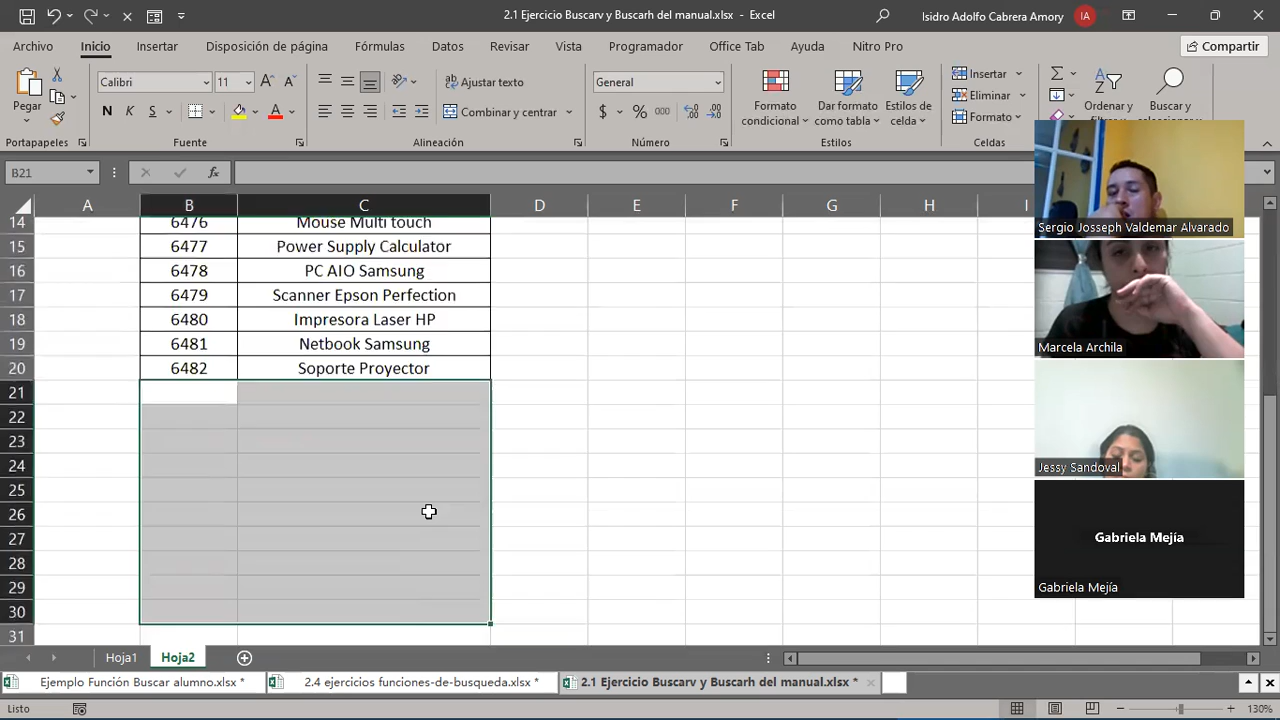 2.1 Ejercicio Buscarv y Buscarh del manual.xlsx - Excel
Isidro Adolfo Cabrera Amory
IA
Archivo Inicio Insertar Disposición de página Fórmulas Datos Revisar Vista Programador Office Tab Ayuda Nitro Pro
Compartir
Pegar
Calibri 11
N K S
Ajustar texto
Combinar y centrar
General
$ % 000
Formato condicional
Dar formato como tabla
Estilos de celda
Insertar
Eliminar
Formato
Ordenar y filtrar
Buscar y seleccionar
Portapapeles Fuente Alineación Número Estilos Celdas
B21
fx
A B C D E F G H I
14 6476 Mouse Multi touch
15 6477 Power Supply Calculator
16 6478 PC AIO Samsung
17 6479 Scanner Epson Perfection
18 6480 Impresora Laser HP
19 6481 Netbook Samsung
20 6482 Soporte Proyector
21
22
23
24
25
26
27
28
29
30
31
Sergio Josseph Valdemar Alvarado
Marcela Archila
Jessy Sandoval
Gabriela Mejía
Gabriela Mejía
Hoja1 Hoja2
Ejemplo Función Buscar alumno.xlsx * 2.4 ejercicios funciones-de-busqueda.xlsx * 2.1 Ejercicio Buscarv y Buscarh del manual.xlsx *
Listo
130%